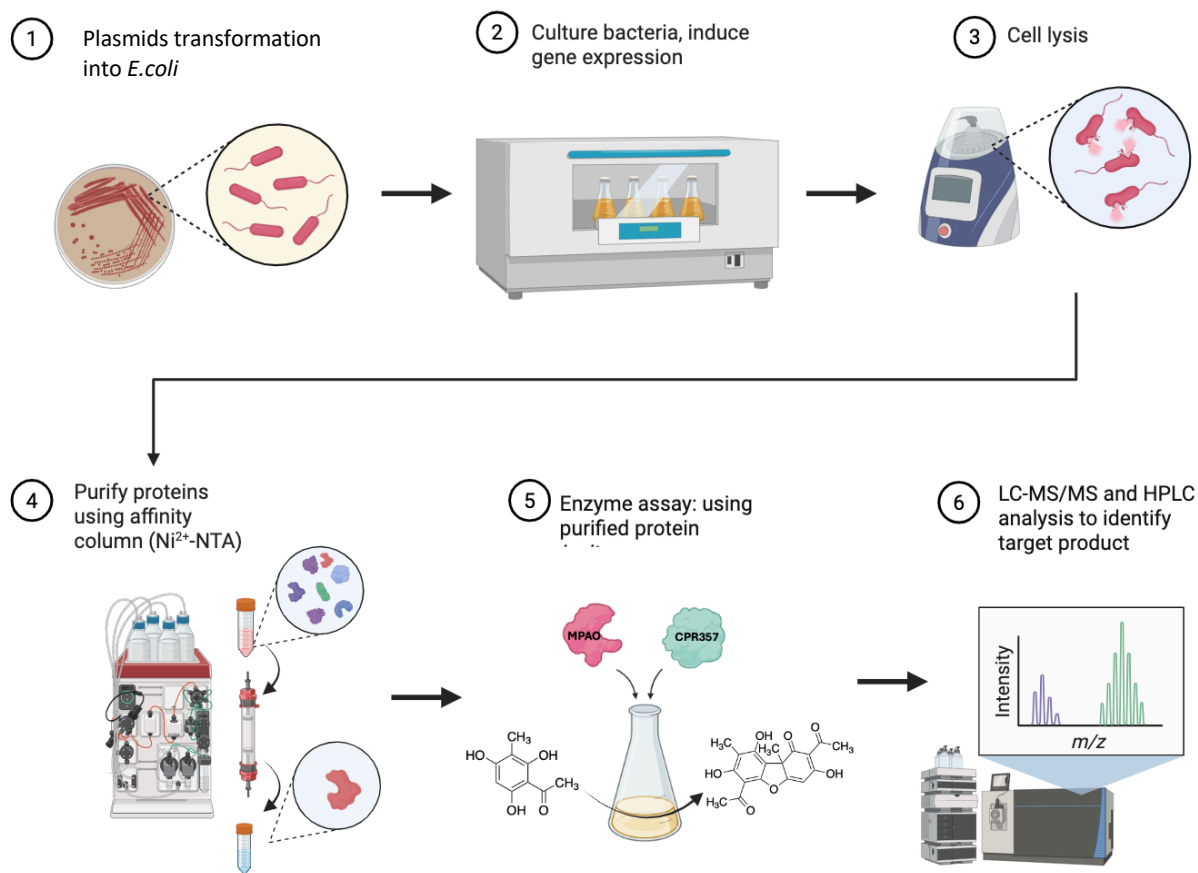 1
Plasmids transformation
into E.coli
2
Culture bacteria, induce
gene expression
3
Cell lysis
4
Purify proteins
using affinity
column (Ni²⁺-NTA)
5
Enzyme assay: using
purified protein
6
LC-MS/MS and HPLC
analysis to identify
target product
MPAO
CPR357
CH₃
HO
OH
CH₃
OH
O
OH
O
O
H₃C
H₃C
CH₃
HO
OH
O
H₃C
O
Intensity
m/z